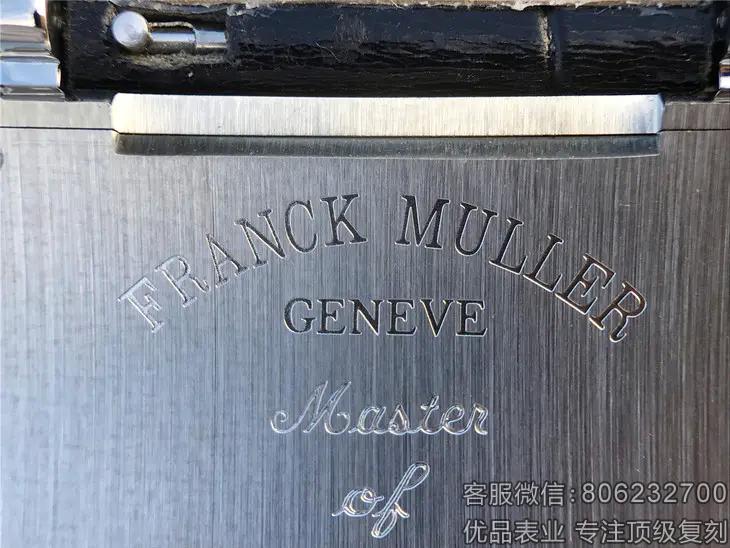 FRANCK MULLER
GENEVE
Master
of
客服微信:806232700
优品表业 专注顶级复刻